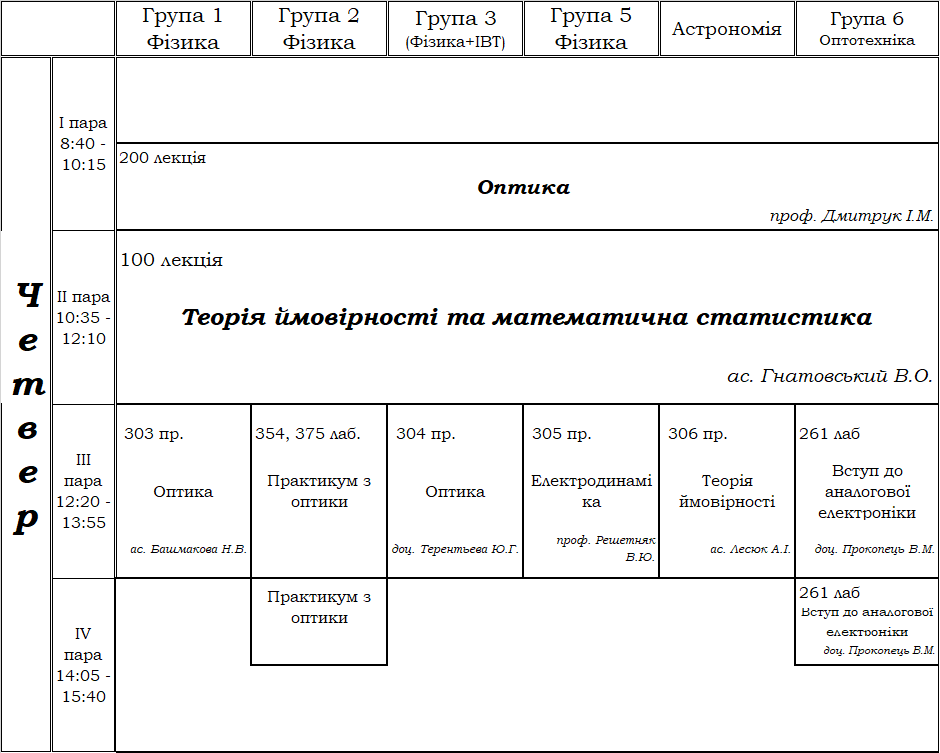 Група 1
Фізика
Група 2
Фізика
Група 3
(Фізика+ІВТ)
Група 5
Фізика
Астрономія
Група 6
Оптотехніка
Четвер
І пара
8:40 -
10:15
200 лекція
Оптика
проф. Дмитрук І.М.
ІІ пара
10:35 -
12:10
100 лекція
Теорія ймовірності та математична статистика
ас. Гнатовський В.О.
ІІІ
пара
12:20 -
13:55
303 пр.
Оптика
ас. Башмакова Н.В.
354, 375 лаб.
Практикум з
оптики
304 пр.
Оптика
доц. Терентьева Ю.Г.
305 пр.
Електродинамі
ка
проф. Решетняк
В.Ю.
306 пр.
Теорія
ймовірності
ас. Лесюк А.І.
261 лаб
Вступ до
аналогової
електроніки
доц. Прокопець В.М.
IV
пара
14:05 -
15:40
Практикум з
оптики
261 лаб
Вступ до аналогової
електроніки
доц. Прокопець В.М.